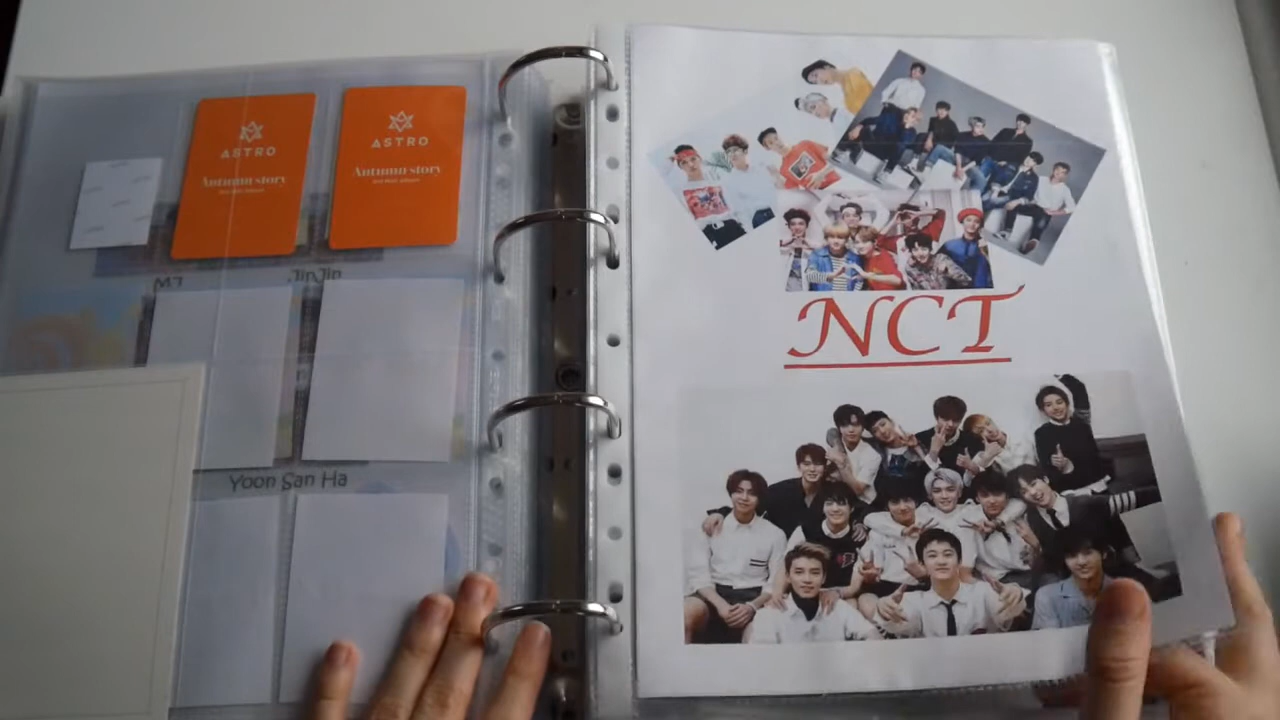 ASTRO
Autumn story
ASTRO
Autumn story
MJ
JinJin
Yoon San Ha
NCT